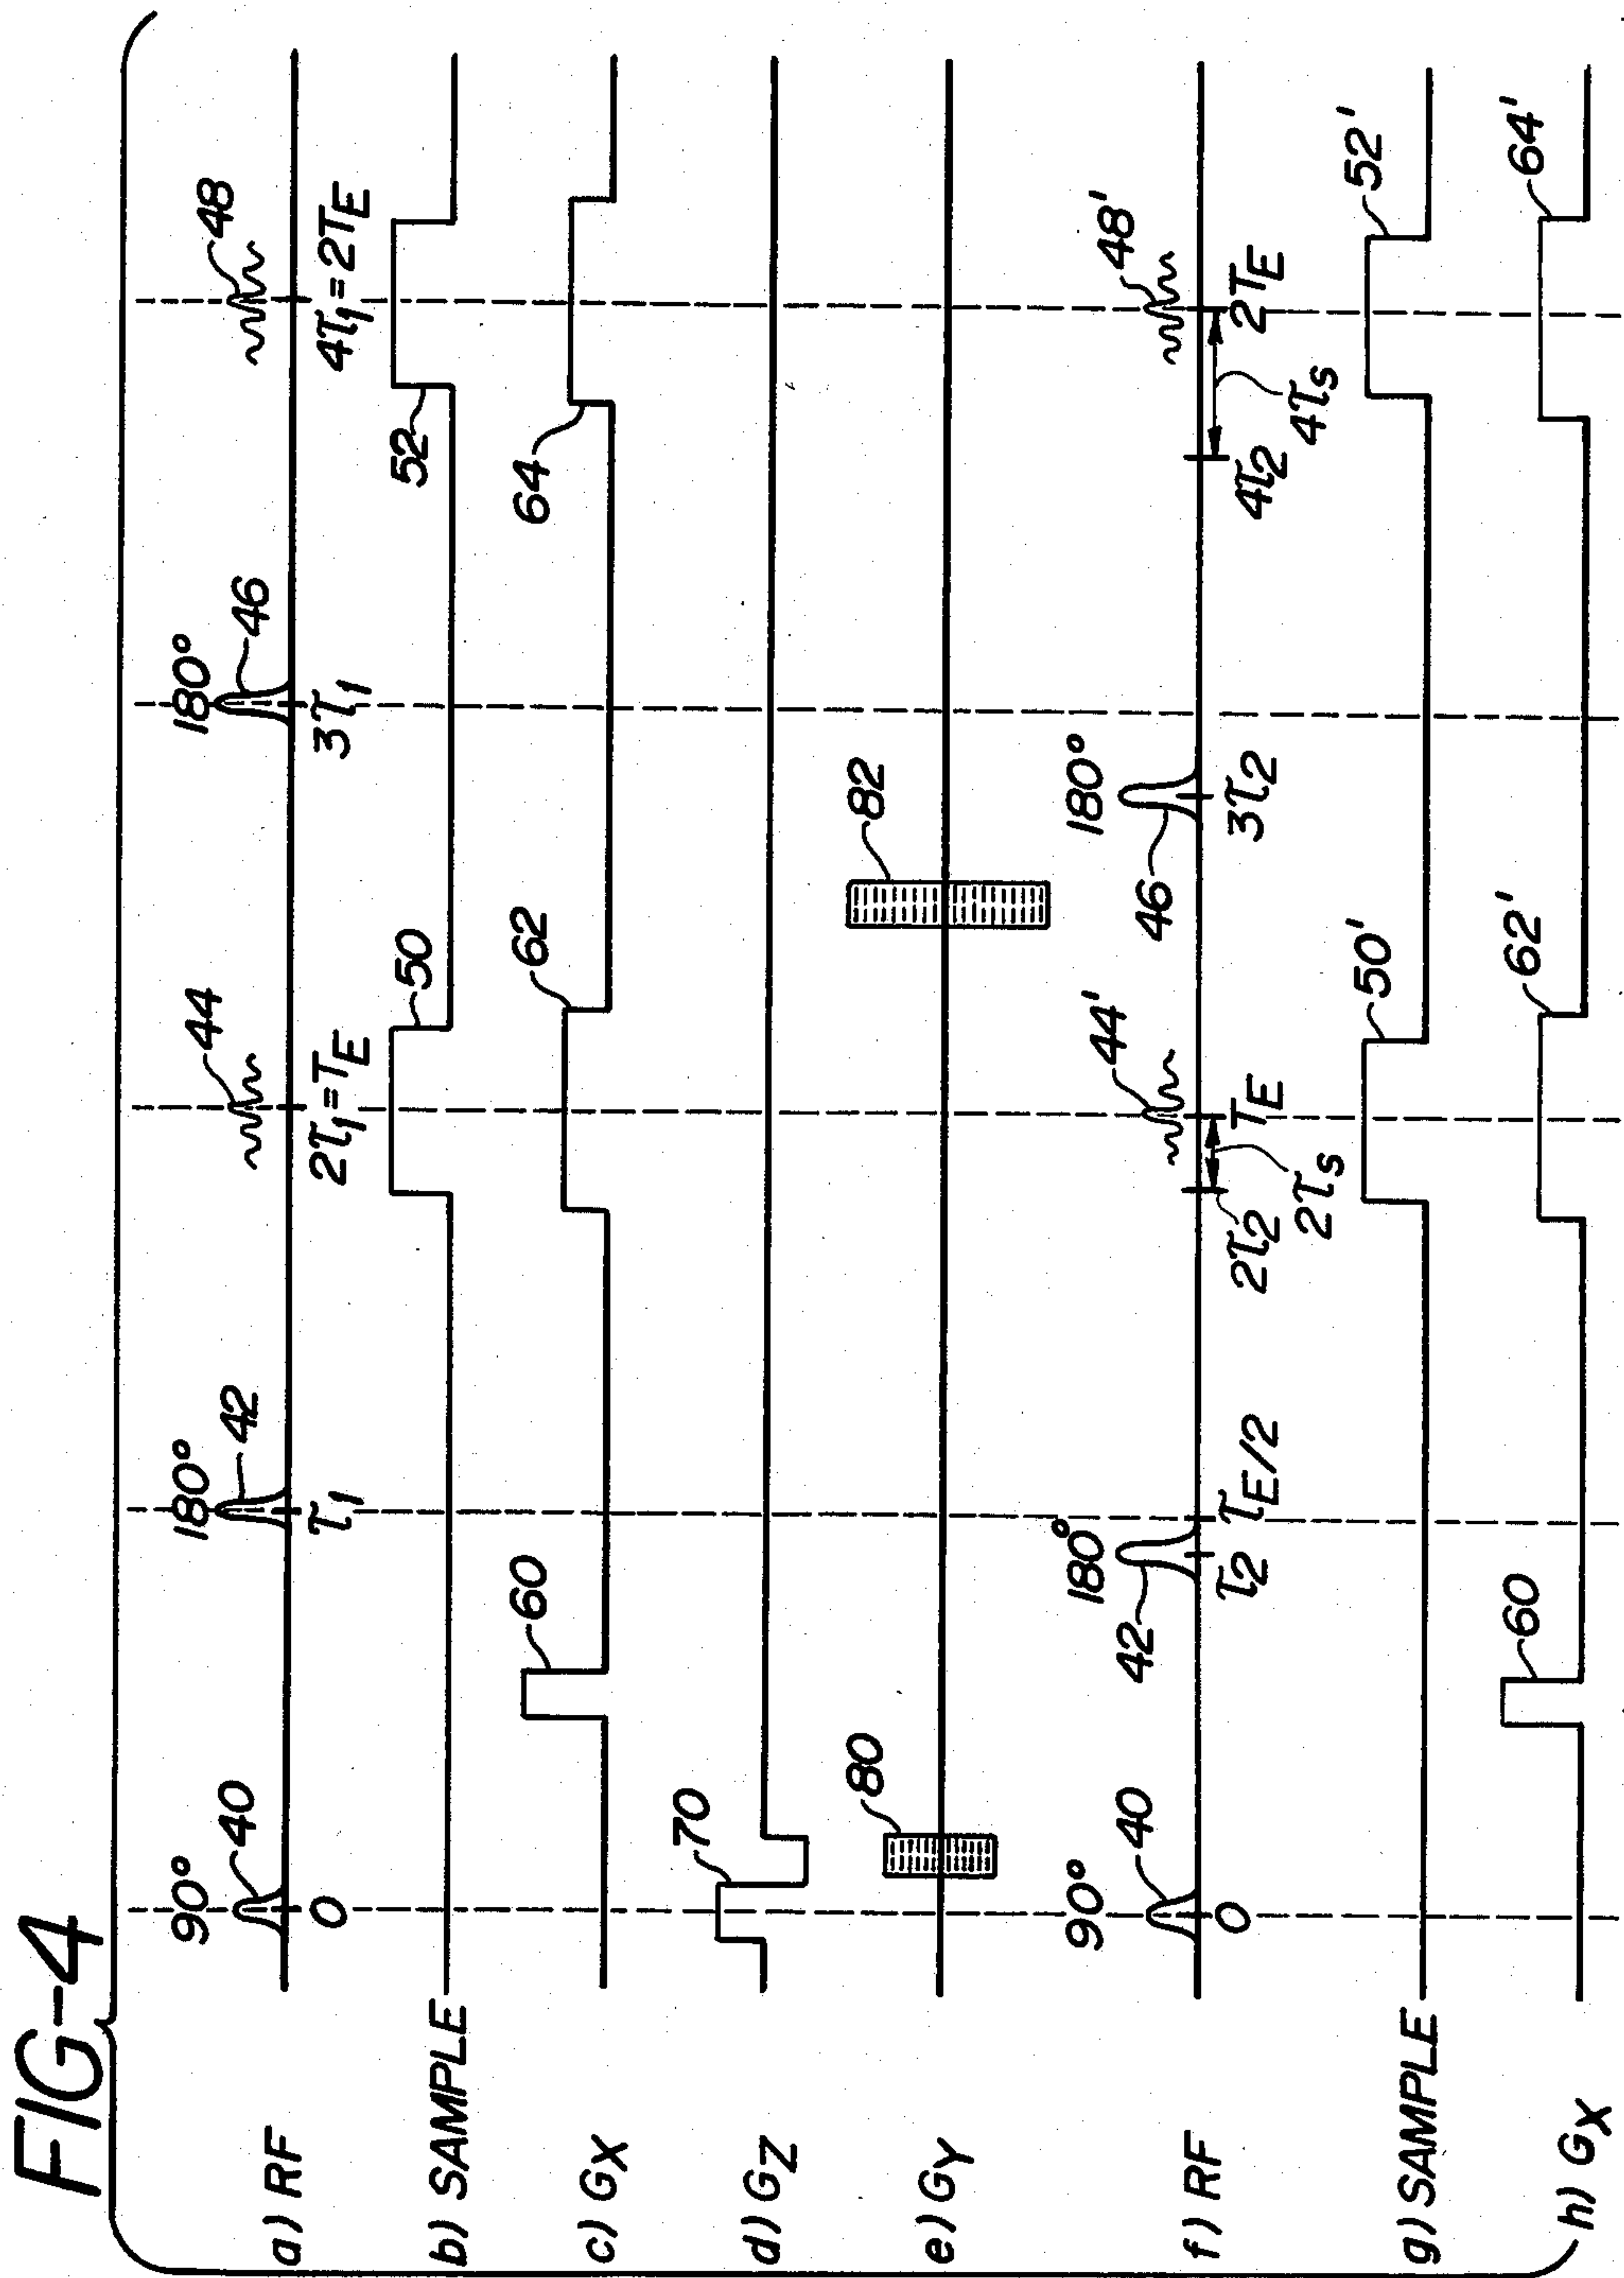 FIG-4
a) RF
90°
40
0
180°
42
τ1
44
2τ1=TE
180°
46
3τ1
48
4τ1=2TE
b) SAMPLE
50
52
c) GX
60
62
64
d) GZ
70
e) GY
80
82
f) RF
90°
40
0
180°
42
τ2
τE/2
44'
2τ2
2τs
TE
180°
46
3τ2
48'
4τ2
4τs
2TE
g) SAMPLE
50'
52'
h) GX
60
62'
64'